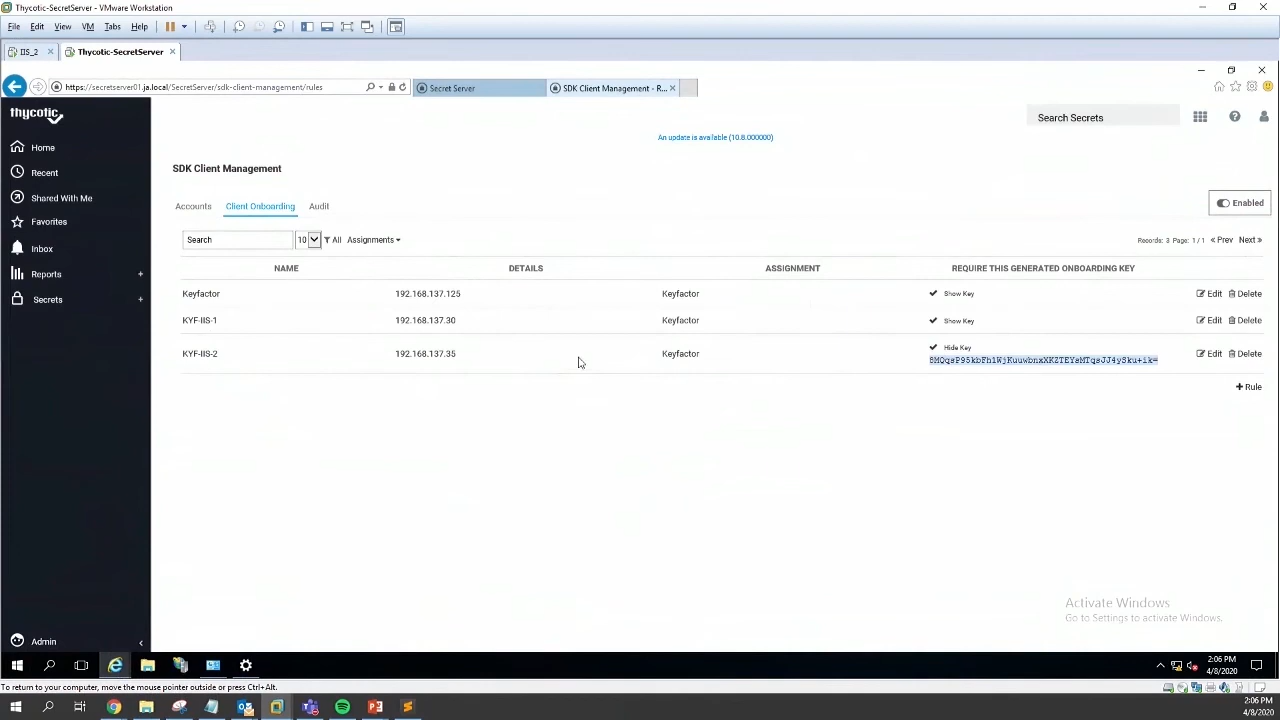 Thycotic-SecretServer - VMware Workstation
File Edit View VM Tabs Help
IIS_2 Thycotic-SecretServer
https://secretserver01.ja.local/SecretServer/sdk-client-management/rules
Secret Server
SDK Client Management - R...
thycotic
Search Secrets
An update is available (10.8.000000)
Home
Recent
Shared With Me
Favorites
Inbox
Reports +
Secrets +
Admin
SDK Client Management
Accounts Client Onboarding Audit
Enabled
Search 10 All Assignments
Records: 3 Page: 1 / 1 « Prev Next »
NAME DETAILS ASSIGNMENT REQUIRE THIS GENERATED ONBOARDING KEY
Keyfactor 192.168.137.125 Keyfactor Show Key Edit Delete
KYF-IIS-1 192.168.137.30 Keyfactor Show Key Edit Delete
KYF-IIS-2 192.168.137.35 Keyfactor Hide Key Edit Delete
8MQqsP95kbFh1WjKuuwbnxXKZTEYsMTqsJJ4ySku+ik=
+ Rule
Activate Windows
Go to Settings to activate Windows.
2:06 PM
4/8/2020
To return to your computer, move the mouse pointer outside or press Ctrl+Alt.
2:06 PM
4/8/2020